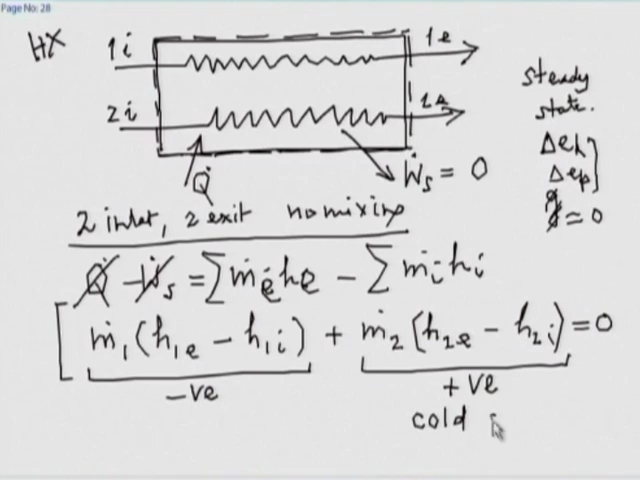 Page No: 28
HX
1i 1e
2i 1e
Q̇ Ẇs = 0
steady
state.
Δek
Δep
≃ 0
2 inlet, 2 exit no mixing
Q̇ - Ẇs = Σ ṁe he - Σ ṁi hi
[ ṁ1 (h1e - h1i) + ṁ2 (h2e - h2i) = 0
-ve +ve
cold